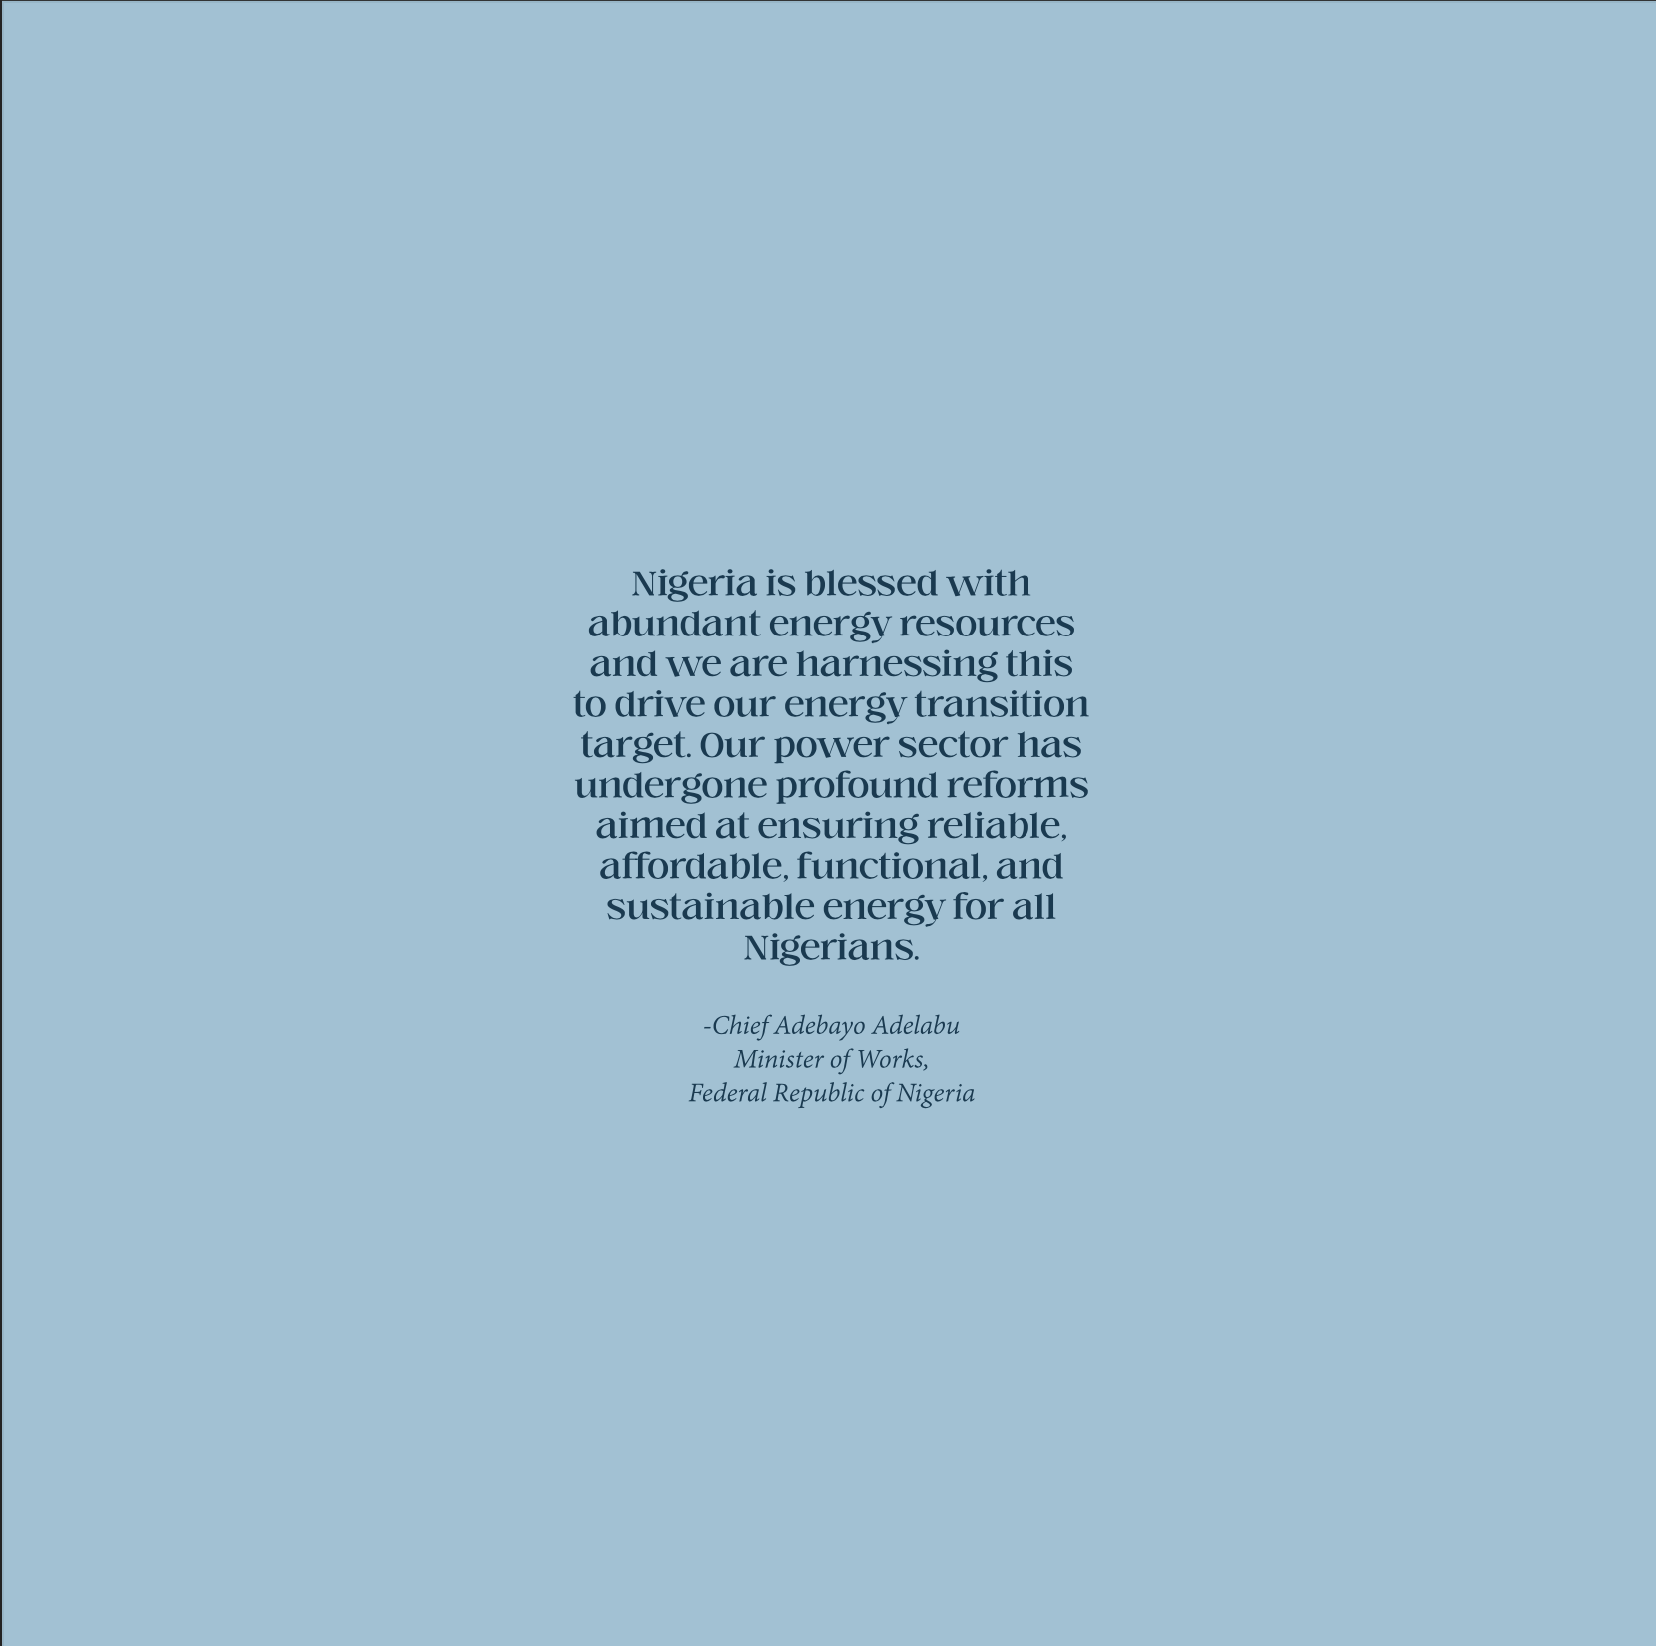 Nigeria is blessed with
abundant energy resources
and we are harnessing this
to drive our energy transition
target. Our power sector has
undergone profound reforms
aimed at ensuring reliable,
affordable, functional, and
sustainable energy for all
Nigerians.
-Chief Adebayo Adelabu
Minister of Works,
Federal Republic of Nigeria